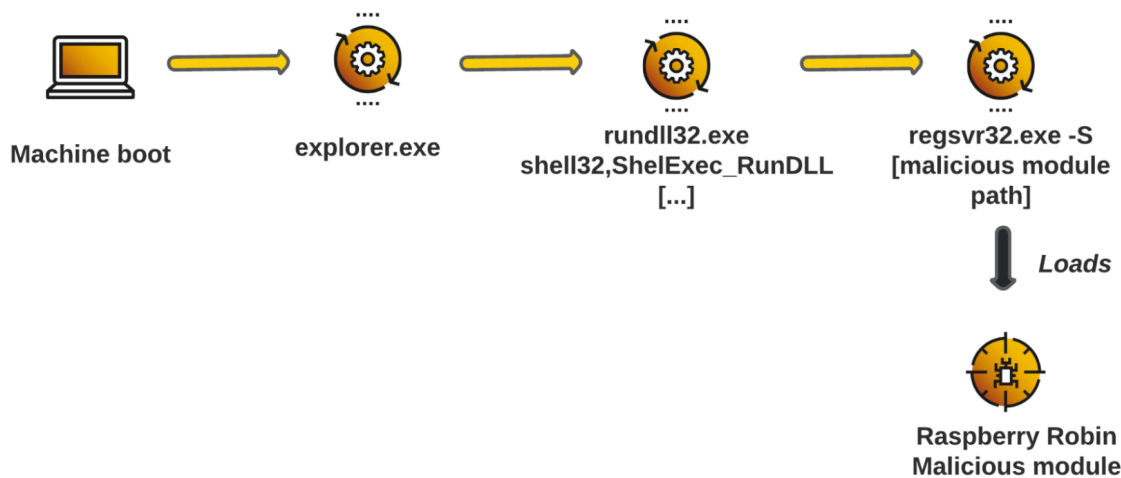 Machine boot
explorer.exe
rundll32.exe
shell32,ShelExec_RunDLL
[...]
regsvr32.exe -S
[malicious module
path]
Loads
Raspberry Robin
Malicious module